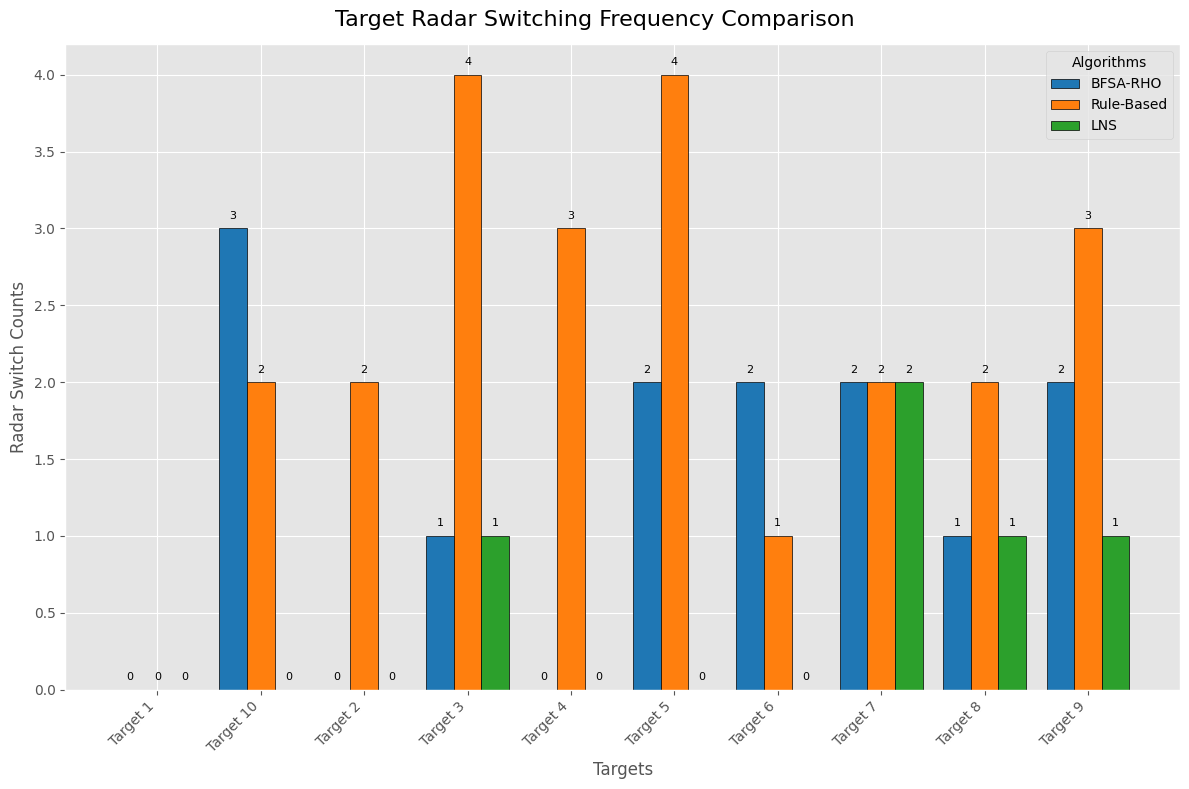 Target Radar Switching Frequency Comparison
Algorithms
BFSA-RHO
Rule-Based
LNS
Radar Switch Counts
4.0
3.5
3.0
2.5
2.0
1.5
1.0
0.5
0.0
0 0 0
3 2 0
0 2 0
1 4 1
0 3 0
2 4 0
2 1 0
2 2 2
1 2 1
2 3 1
Target 1
Target 10
Target 2
Target 3
Target 4
Target 5
Target 6
Target 7
Target 8
Target 9
Targets